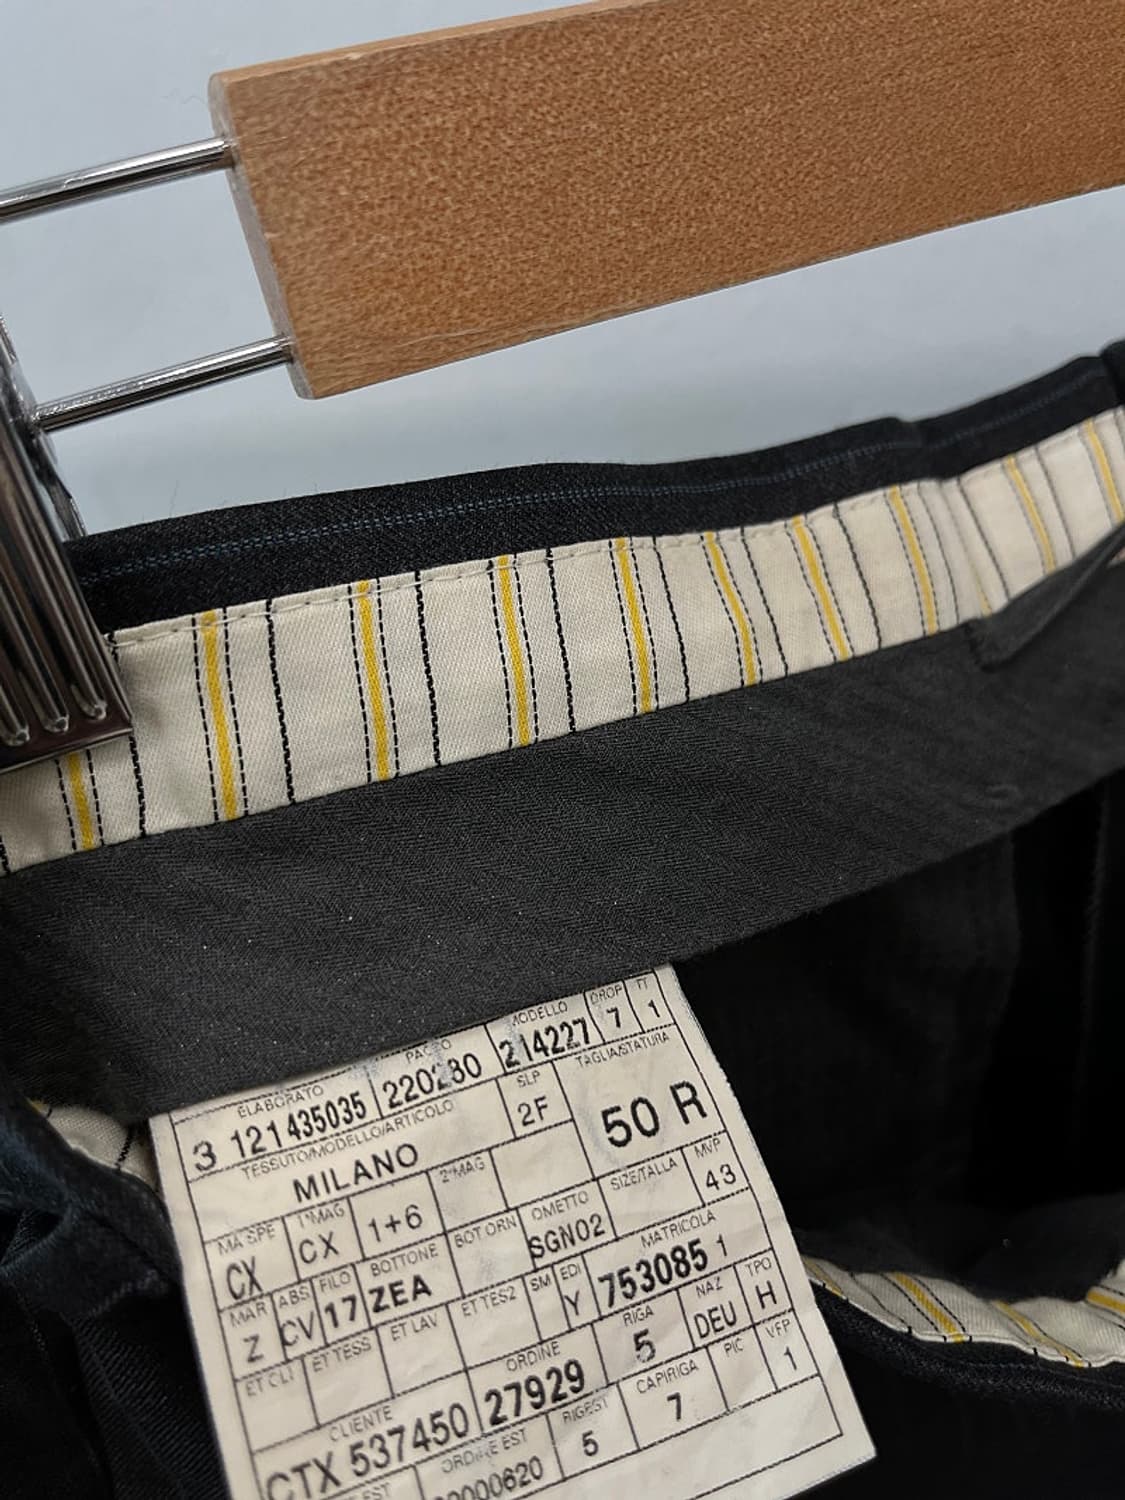 ELABORATO PACCO MODELLO DROP TT
3 121435035 220280 214227 7 1
TESSUTO/MODELLO/ARTICOLO SLP TAGLIA/STATURA
MILANO 2F 50 R
MA SPE 1°MAG 2°MAG OMETTO SIZE/TALLA MVP
CX CX 1+6 SGN02 43
MAR ABS FILO BOTTONE BOT ORN SM EDI MATRICOLA
Z CV 17 ZEA Y 753085 1
ET CLI ET TESS ET LAV ET TES2 RIGA NAZ TPO
5 DEU H
CLIENTE ORDINE CAPIRIGA PIC VFP
CTX 537450 27929 7 1
EST ORDINE EST RIGEST
000620 5